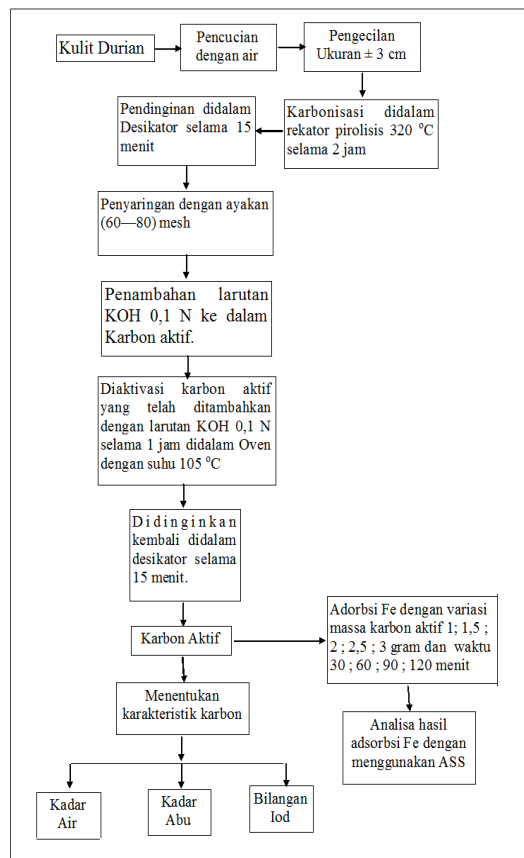 Kulit Durian
Pencucian
dengan air
Pengecilan
Ukuran ± 3 cm
Karbonisasi didalam
rekator pirolisis 320 °C
selama 2 jam
Pendinginan didalam
Desikator selama 15
menit
Penyaringan dengan ayakan
(60—80) mesh
Penambahan larutan
KOH 0,1 N ke dalam
Karbon aktif.
Diaktivasi karbon aktif
yang telah ditambahkan
dengan larutan KOH 0,1 N
selama 1 jam didalam Oven
dengan suhu 105 °C
Didinginkan
kembali didalam
desikator selama
15 menit.
Karbon Aktif
Adorbsi Fe dengan variasi
massa karbon aktif 1; 1,5 ;
2 ; 2,5 ; 3 gram dan waktu
30 ; 60 ; 90 ; 120 menit
Analisa hasil
adsorbsi Fe dengan
menggunakan ASS
Menentukan
karakteristik karbon
Kadar
Air
Kadar
Abu
Bilangan
Iod